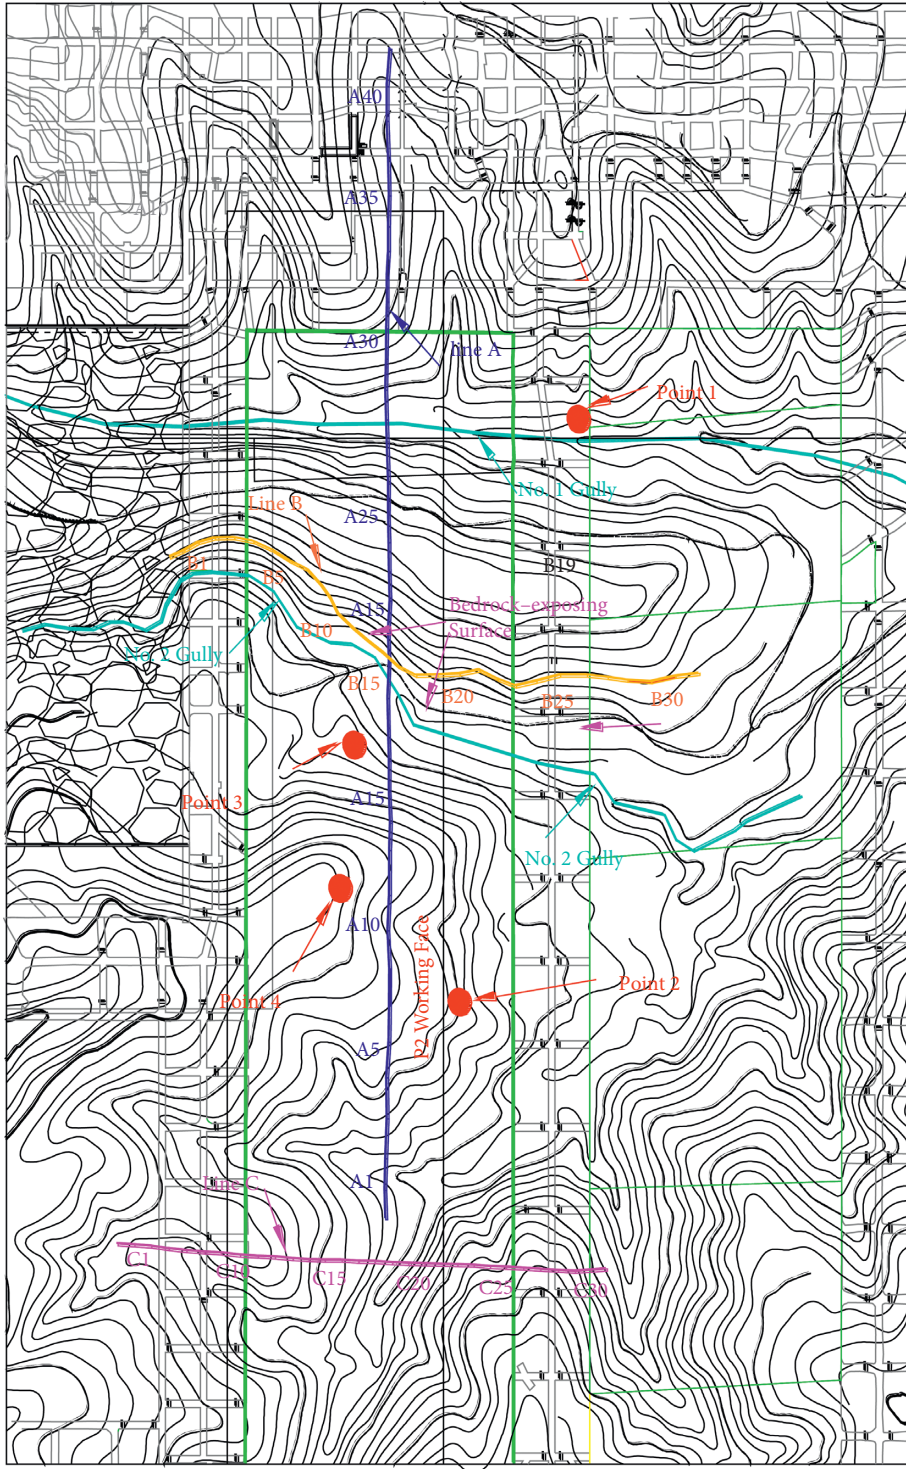 A40
A35
A30
line A
Point 1
No. 1 Gully
Line B
A25
B1
B5
B19
A15
Bedrock-exposing
Surface
B10
No. 2 Gully
B15
B20
B25
B30
Point 3
A15
No. 2 Gully
A10
P2 Working Face
Point 4
Point 2
A5
A1
Line C
C1
C10
C15
C20
C25
C30